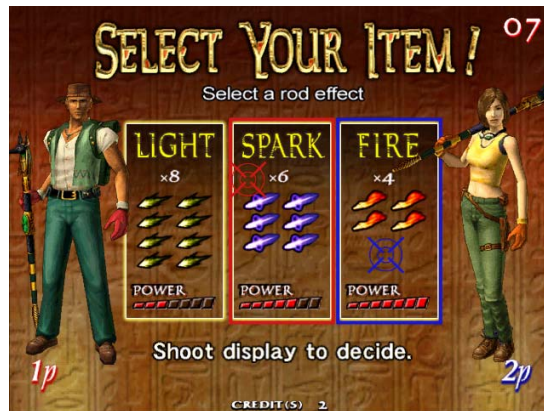 SELECT YOUR ITEM!
07
Select a rod effect
LIGHT
×8
POWER
SPARK
×6
POWER
FIRE
×4
POWER
Shoot display to decide.
1p
2p
CREDIT(S) 2